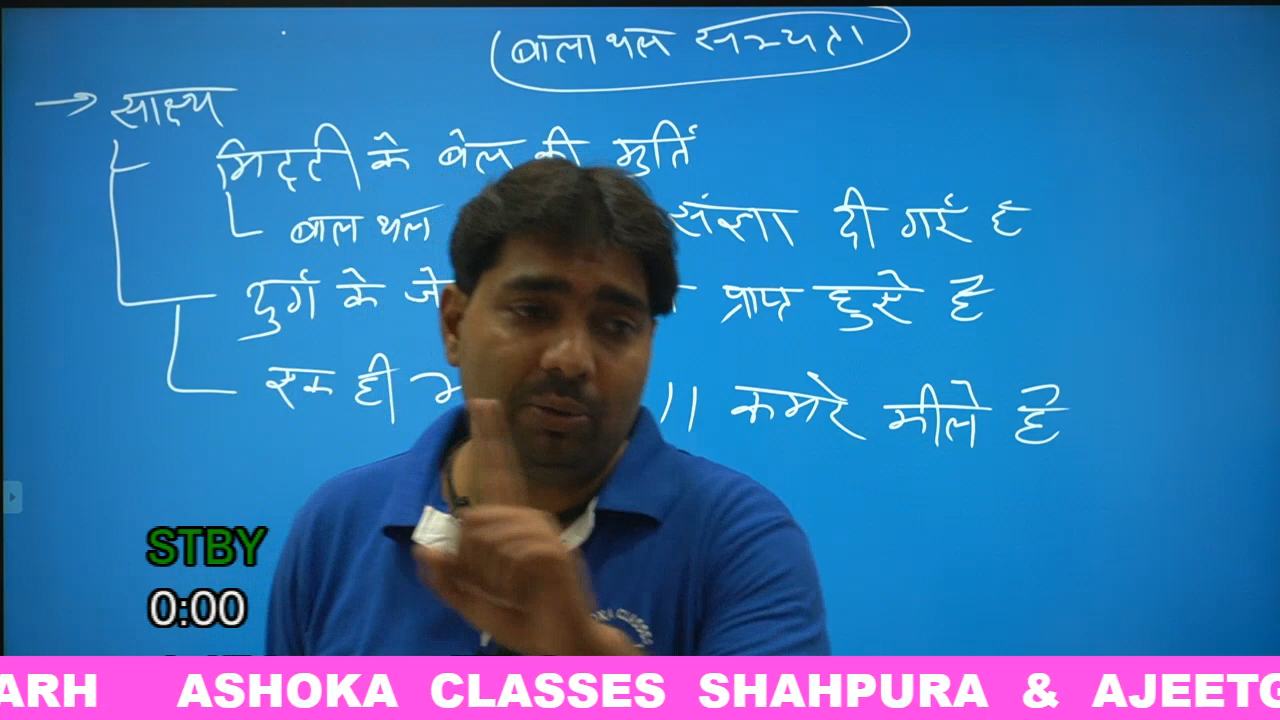 बालाथल सभ्यता
→ साक्ष्य
मिट्टी के बेल की मुर्ति
बालाथल संज्ञा दी गई है
दुर्ग के जे प्राप्त हुऐ है
एक ही 11 कमरे मीले है
STBY
0:00
ARH ASHOKA CLASSES SHAHPURA & AJEETG